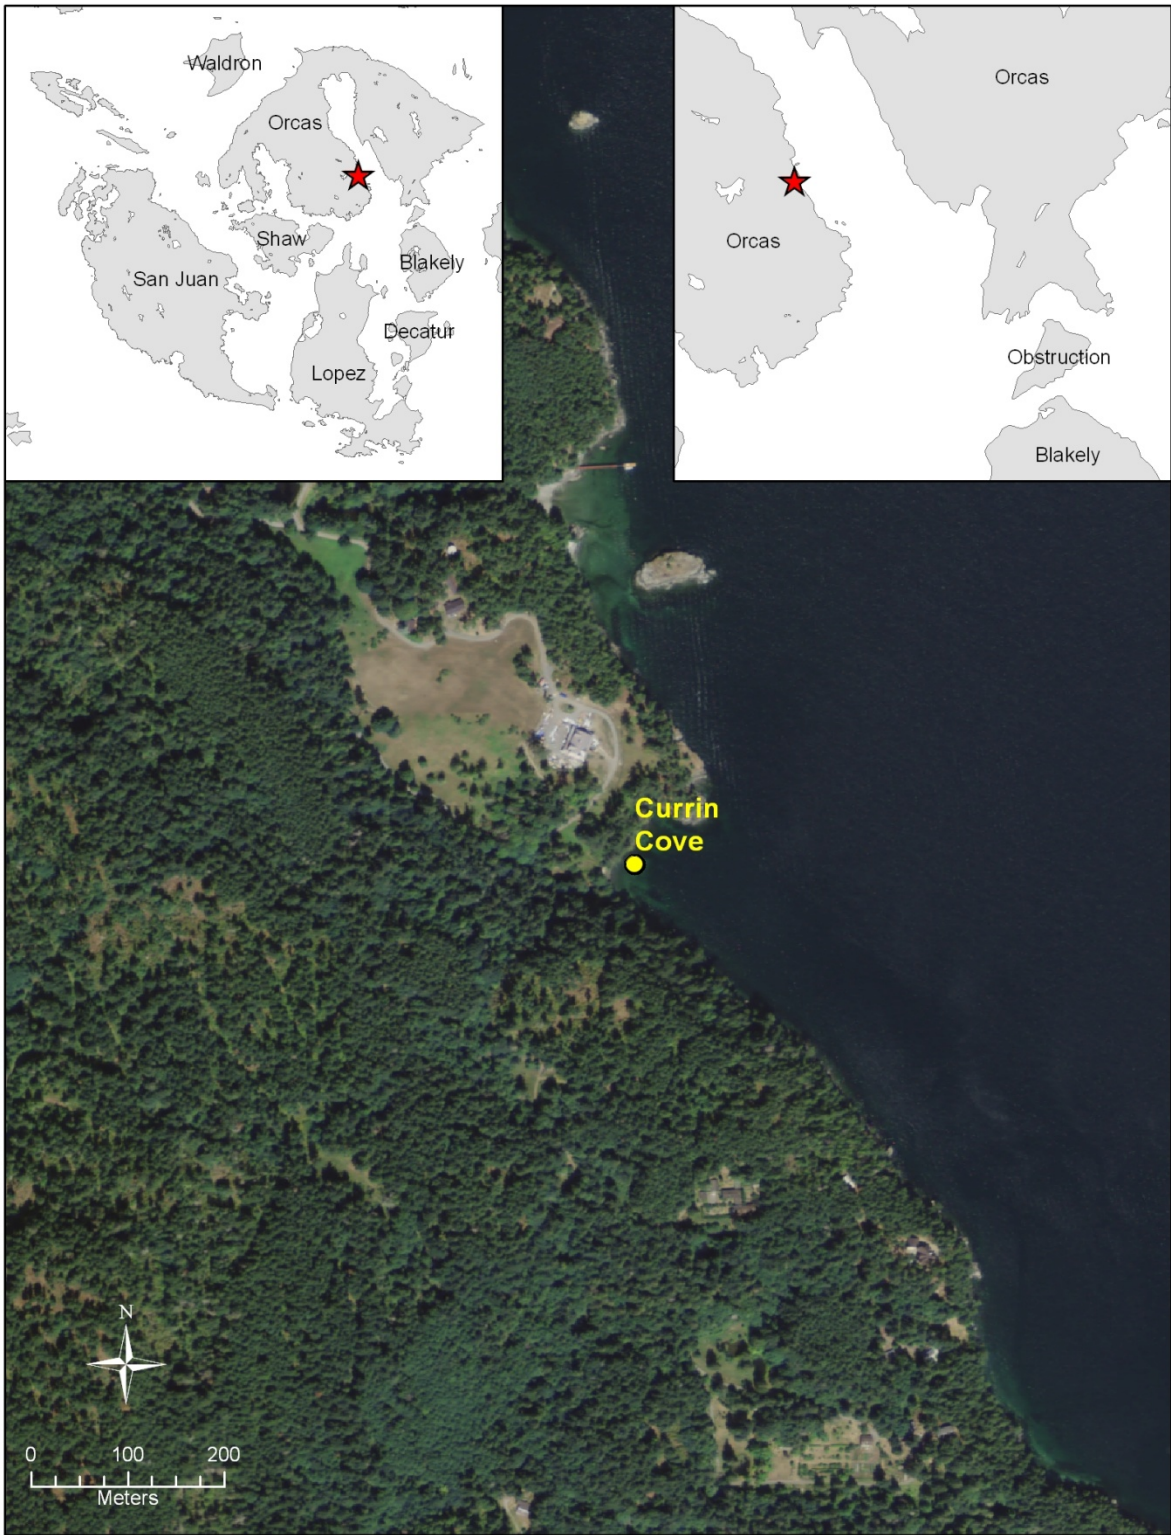 Waldron
Orcas
Shaw
San Juan
Blakely
Decatur
Lopez
Orcas
Orcas
Obstruction
Blakely
Currin
Cove
N
0 100 200
Meters